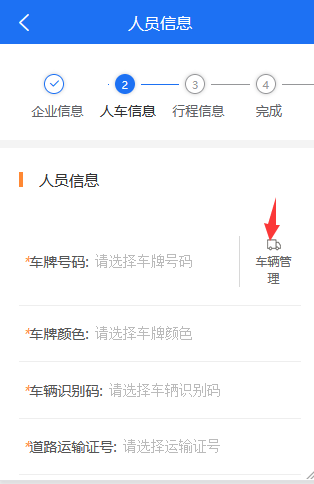 人员信息
2 3 4
企业信息 人车信息 行程信息 完成
人员信息
*车牌号码: 请选择车牌号码
车辆管
理
*车牌颜色: 请选择车牌颜色
*车辆识别码: 请选择车辆识别码
*道路运输证号: 请选择运输证号